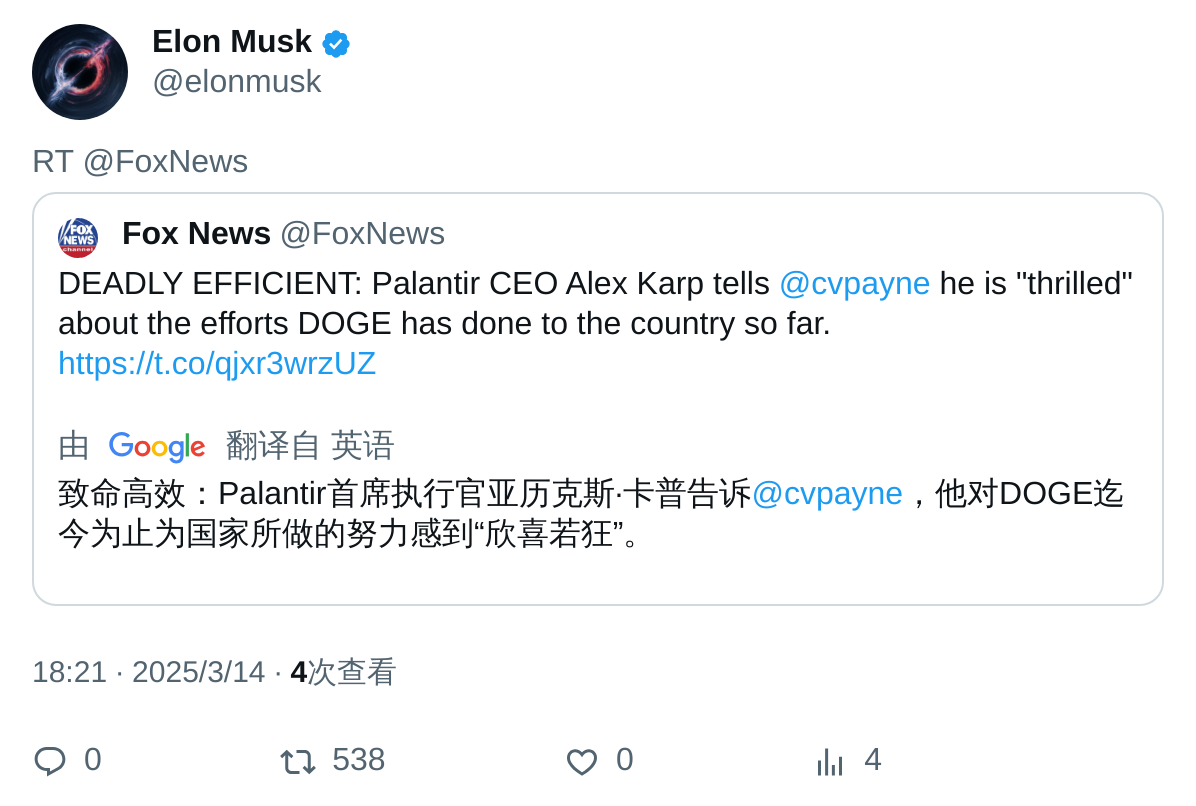 Elon Musk
@elonmusk
RT @FoxNews
FOX NEWS channel
Fox News @FoxNews
DEADLY EFFICIENT: Palantir CEO Alex Karp tells @cvpayne he is "thrilled"
about the efforts DOGE has done to the country so far.
https://t.co/qjxr3wrzUZ
由 Google 翻译自 英语
致命高效：Palantir首席执行官亚历克斯·卡普告诉@cvpayne，他对DOGE迄
今为止为国家所做的努力感到“欣喜若狂”。
18:21 · 2025/3/14 · 4次查看
0 538 0 4